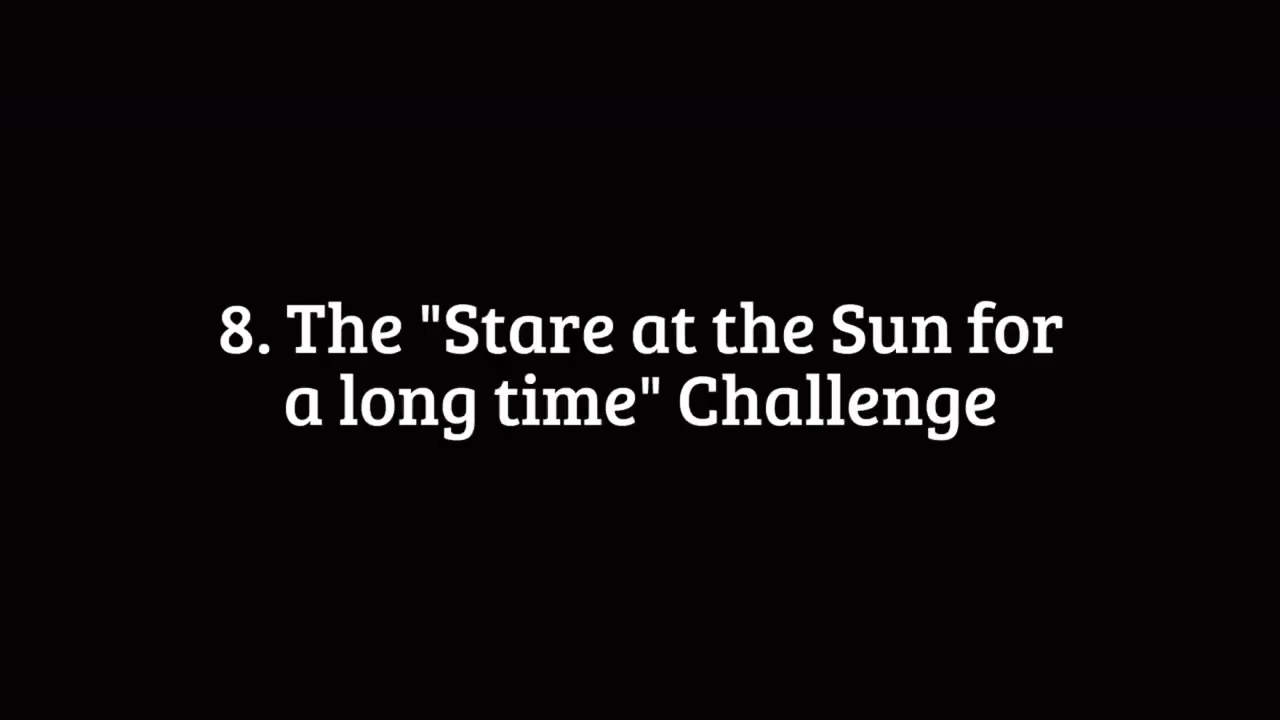 8. The "Stare at the Sun for
a long time" Challenge